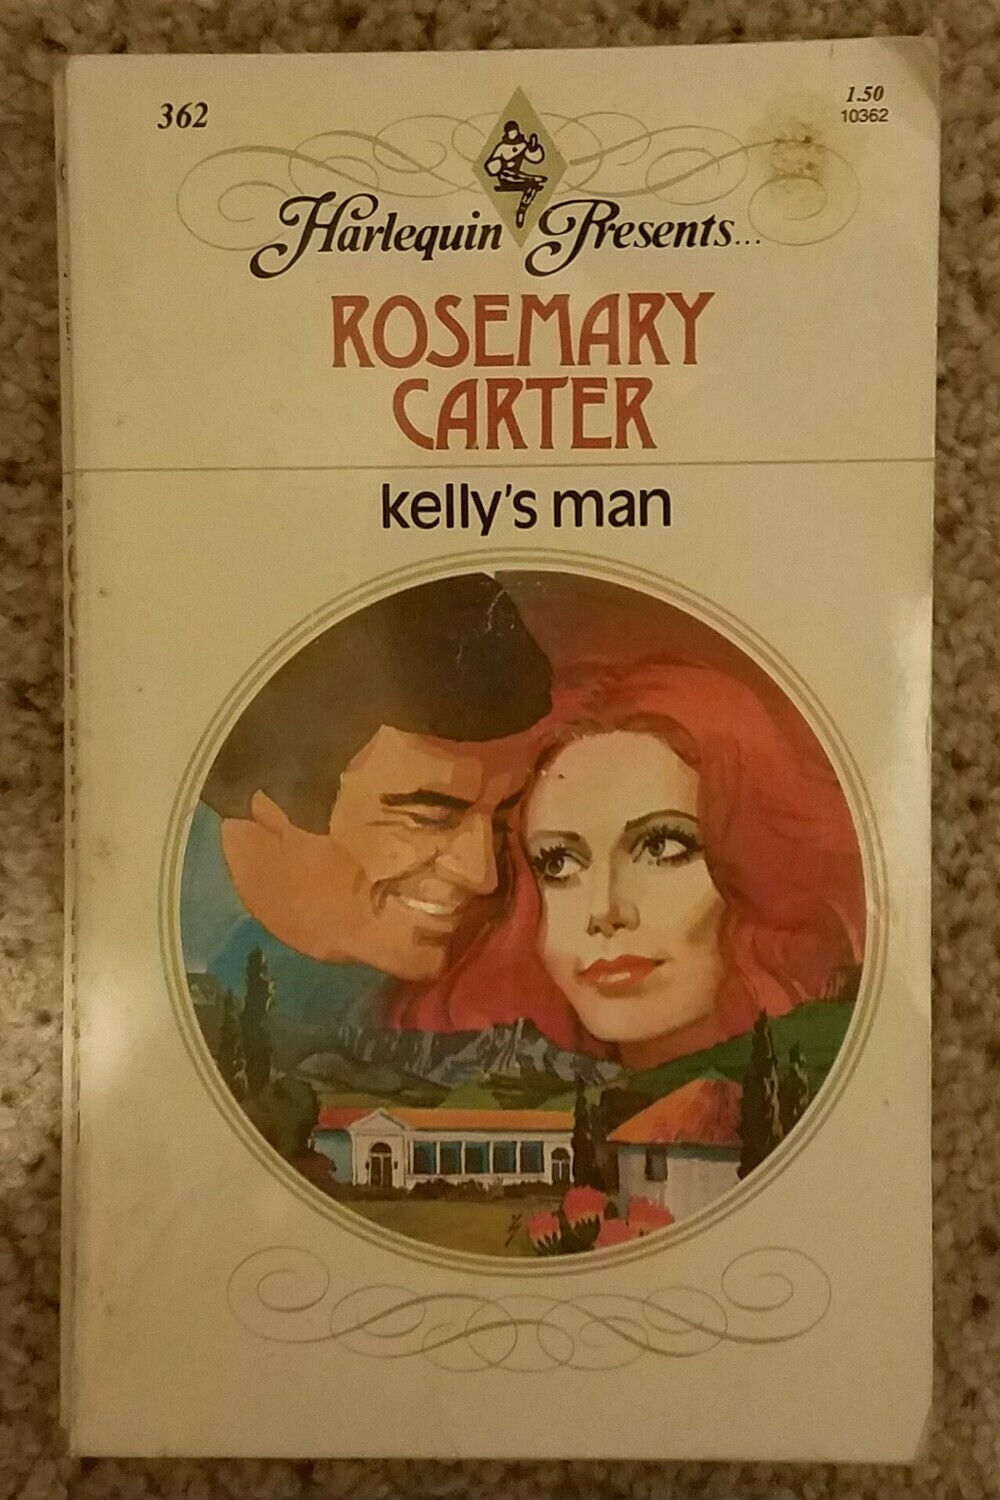 362
1.50
10362
Harlequin Presents...
ROSEMARY
CARTER
kelly's man